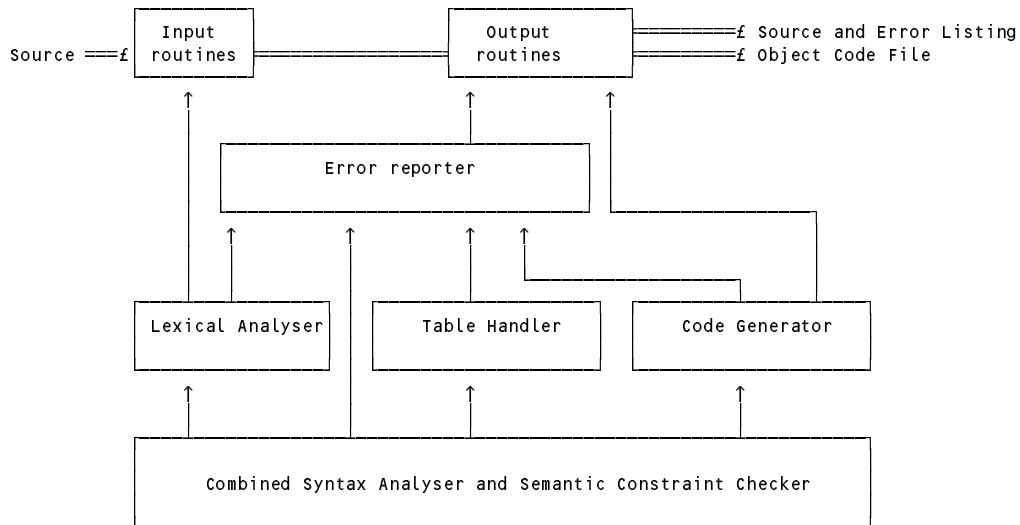 Input
Output
Source and Error Listing
Source ===£
routines
routines
===========£ Object Code File
Error reporter
Lexical Analyser
Table Handler
Code Generator
Combined Syntax Analyser and Semantic Constraint Checker